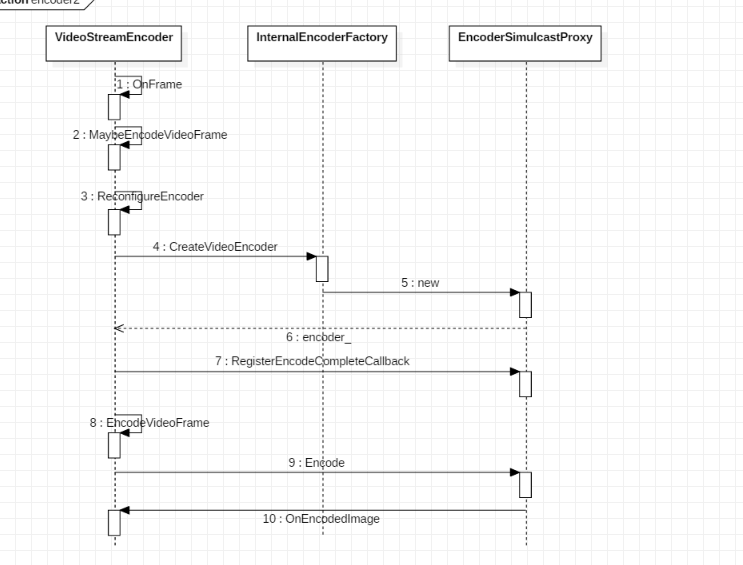 encoder2
VideoStreamEncoder
InternalEncoderFactory
EncoderSimulcastProxy
1 : OnFrame
2 : MaybeEncodeVideoFrame
3 : ReconfigureEncoder
4 : CreateVideoEncoder
5 : new
6 : encoder_
7 : RegisterEncodeCompleteCallback
8 : EncodeVideoFrame
9 : Encode
10 : OnEncodedImage